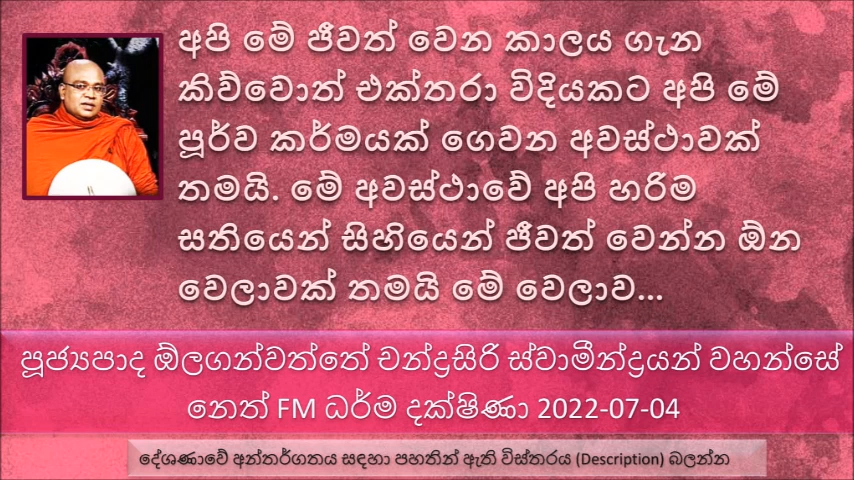 අපි මේ ජීවත් වෙන කාලය ගැන
කිව්වොත් එක්තරා විදියකට අපි මේ
පූර්ව කර්මයක් ගෙවන අවස්ථාවක්
තමයි. මේ අවස්ථාවේ අපි හරිම
සතියෙන් සිහියෙන් ජීවත් වෙන්න ඕන
වෙලාවක් තමයි මේ වෙලාව...
පූජ්‍යපාද ඕලගන්වත්තේ චන්ද්‍රසිරි ස්වාමීන්ද්‍රයන් වහන්සේ
නෙත් FM ධර්ම දක්ෂිණා 2022-07-04
දේශණාවේ අන්තර්ගතය සඳහා පහතින් ඇති විස්තරය (Description) බලන්න